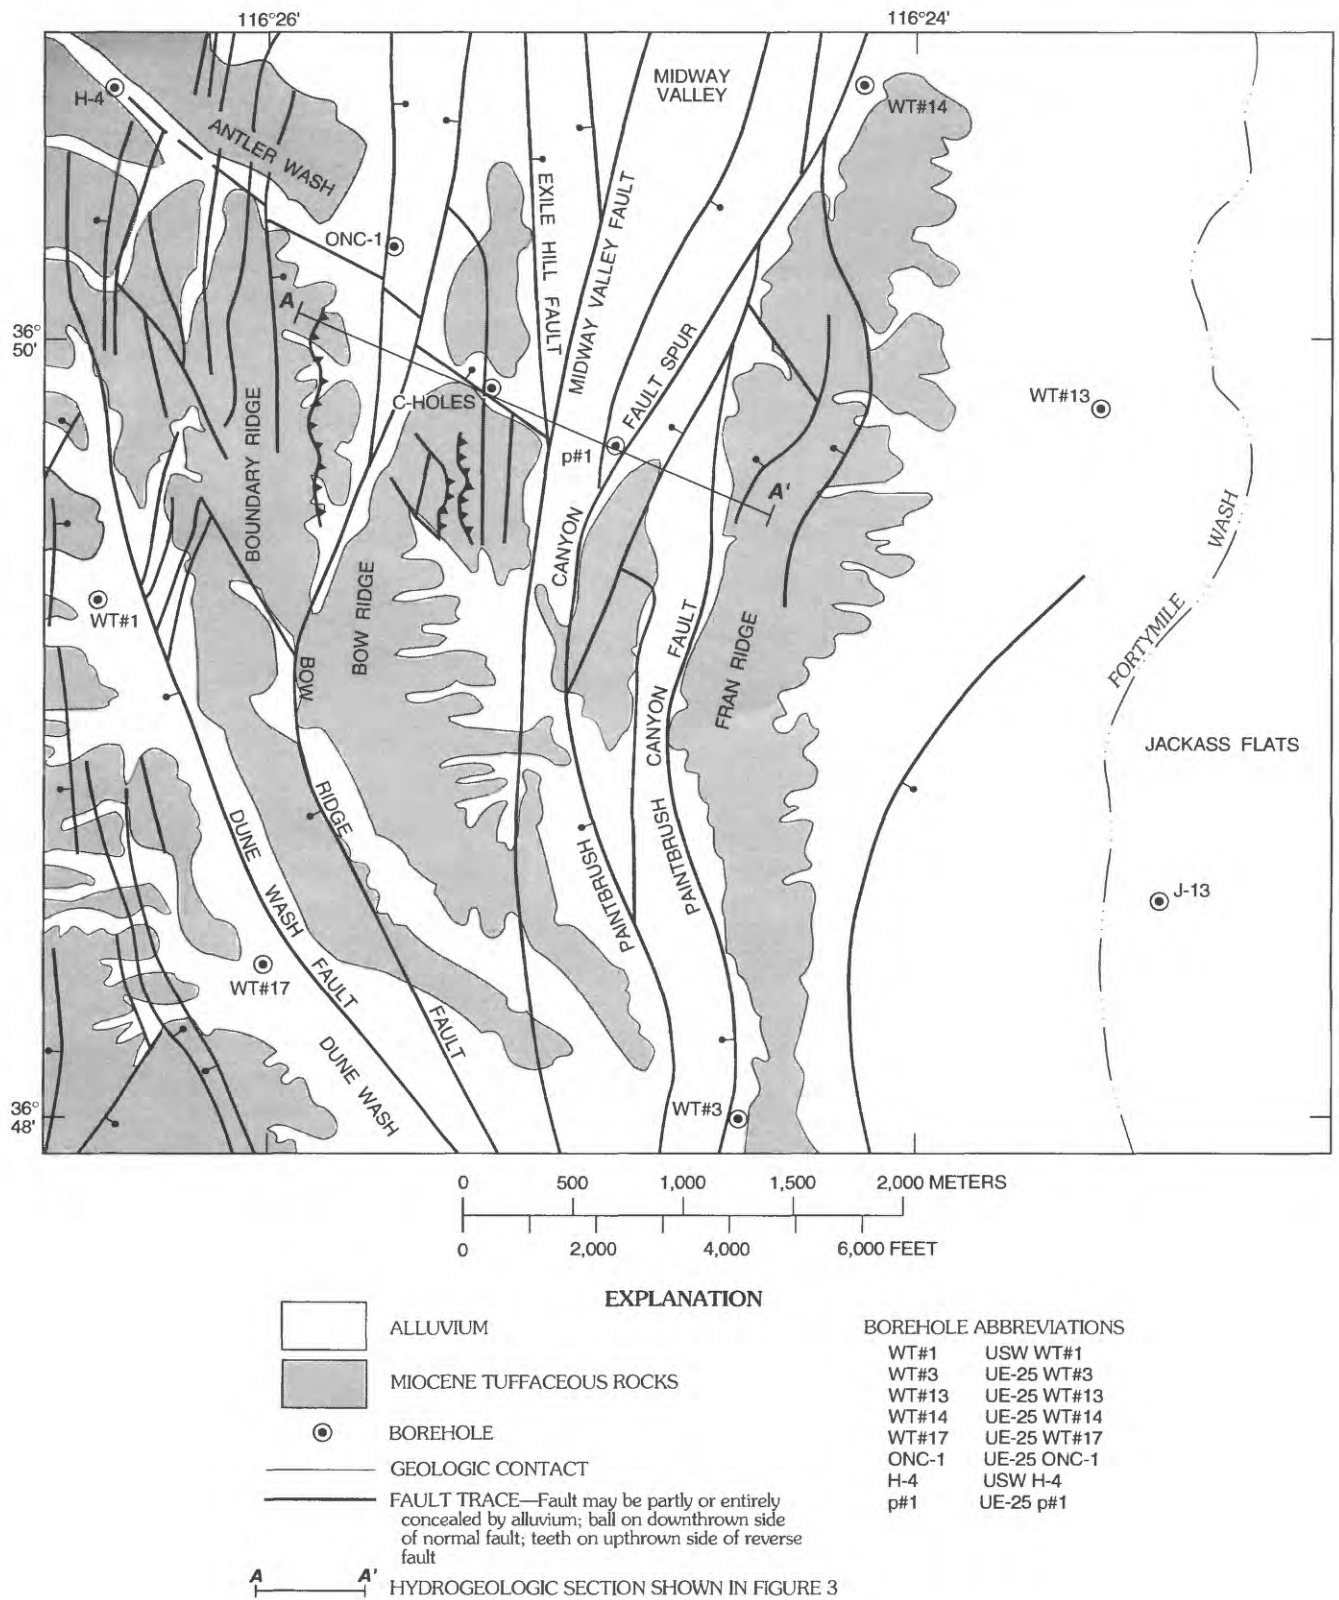 116°26'
116°24'
MIDWAY
VALLEY
H-4
WT#14
ANTLER WASH
ONC-1
EXILE HILL FAULT
MIDWAY VALLEY FAULT
A
36°
50'
FAULT SPUR
C-HOLES
WT#13
BOUNDARY RIDGE
p#1
A'
CANYON
WASH
WT#1
BOW RIDGE
BOW
FAULT
FRAN RIDGE
FORTYMILE
CANYON
JACKASS FLATS
DUNE
RIDGE
PAINTBRUSH
PAINTBRUSH
J-13
WASH
WT#17
FAULT
FAULT
DUNE WASH
WT#3
36°
48'
0 500 1,000 1,500 2,000 METERS
0 2,000 4,000 6,000 FEET
EXPLANATION
ALLUVIUM
MIOCENE TUFFACEOUS ROCKS
BOREHOLE
GEOLOGIC CONTACT
FAULT TRACE—Fault may be partly or entirely
concealed by alluvium; ball on downthrown side
of normal fault; teeth on upthrown side of reverse
fault
A A' HYDROGEOLOGIC SECTION SHOWN IN FIGURE 3
BOREHOLE ABBREVIATIONS
WT#1 USW WT#1
WT#3 UE-25 WT#3
WT#13 UE-25 WT#13
WT#14 UE-25 WT#14
WT#17 UE-25 WT#17
ONC-1 UE-25 ONC-1
H-4 USW H-4
p#1 UE-25 p#1